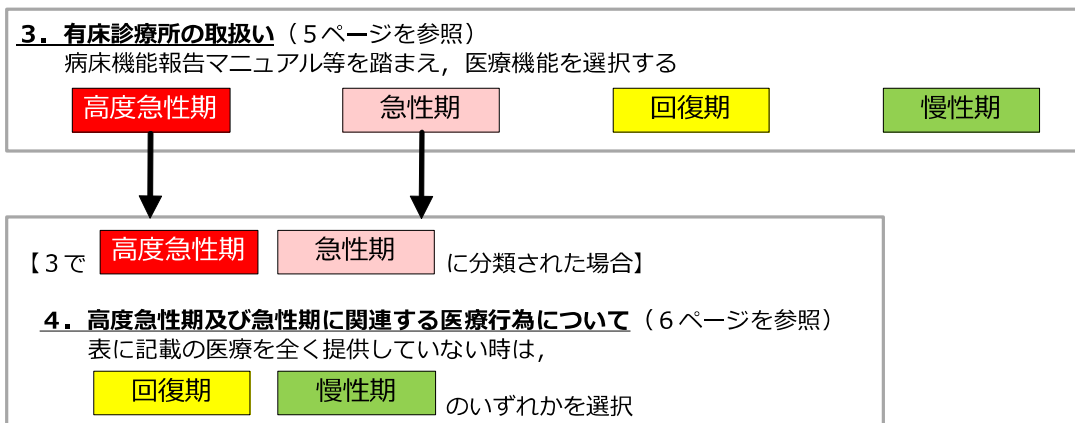 3．有床診療所の取扱い（5ページを参照）
病床機能報告マニュアル等を踏まえ，医療機能を選択する
高度急性期 急性期 回復期 慢性期
【3で 高度急性期 急性期 に分類された場合】
4．高度急性期及び急性期に関連する医療行為について（6ページを参照）
表に記載の医療を全く提供していない時は，
回復期 慢性期 のいずれかを選択